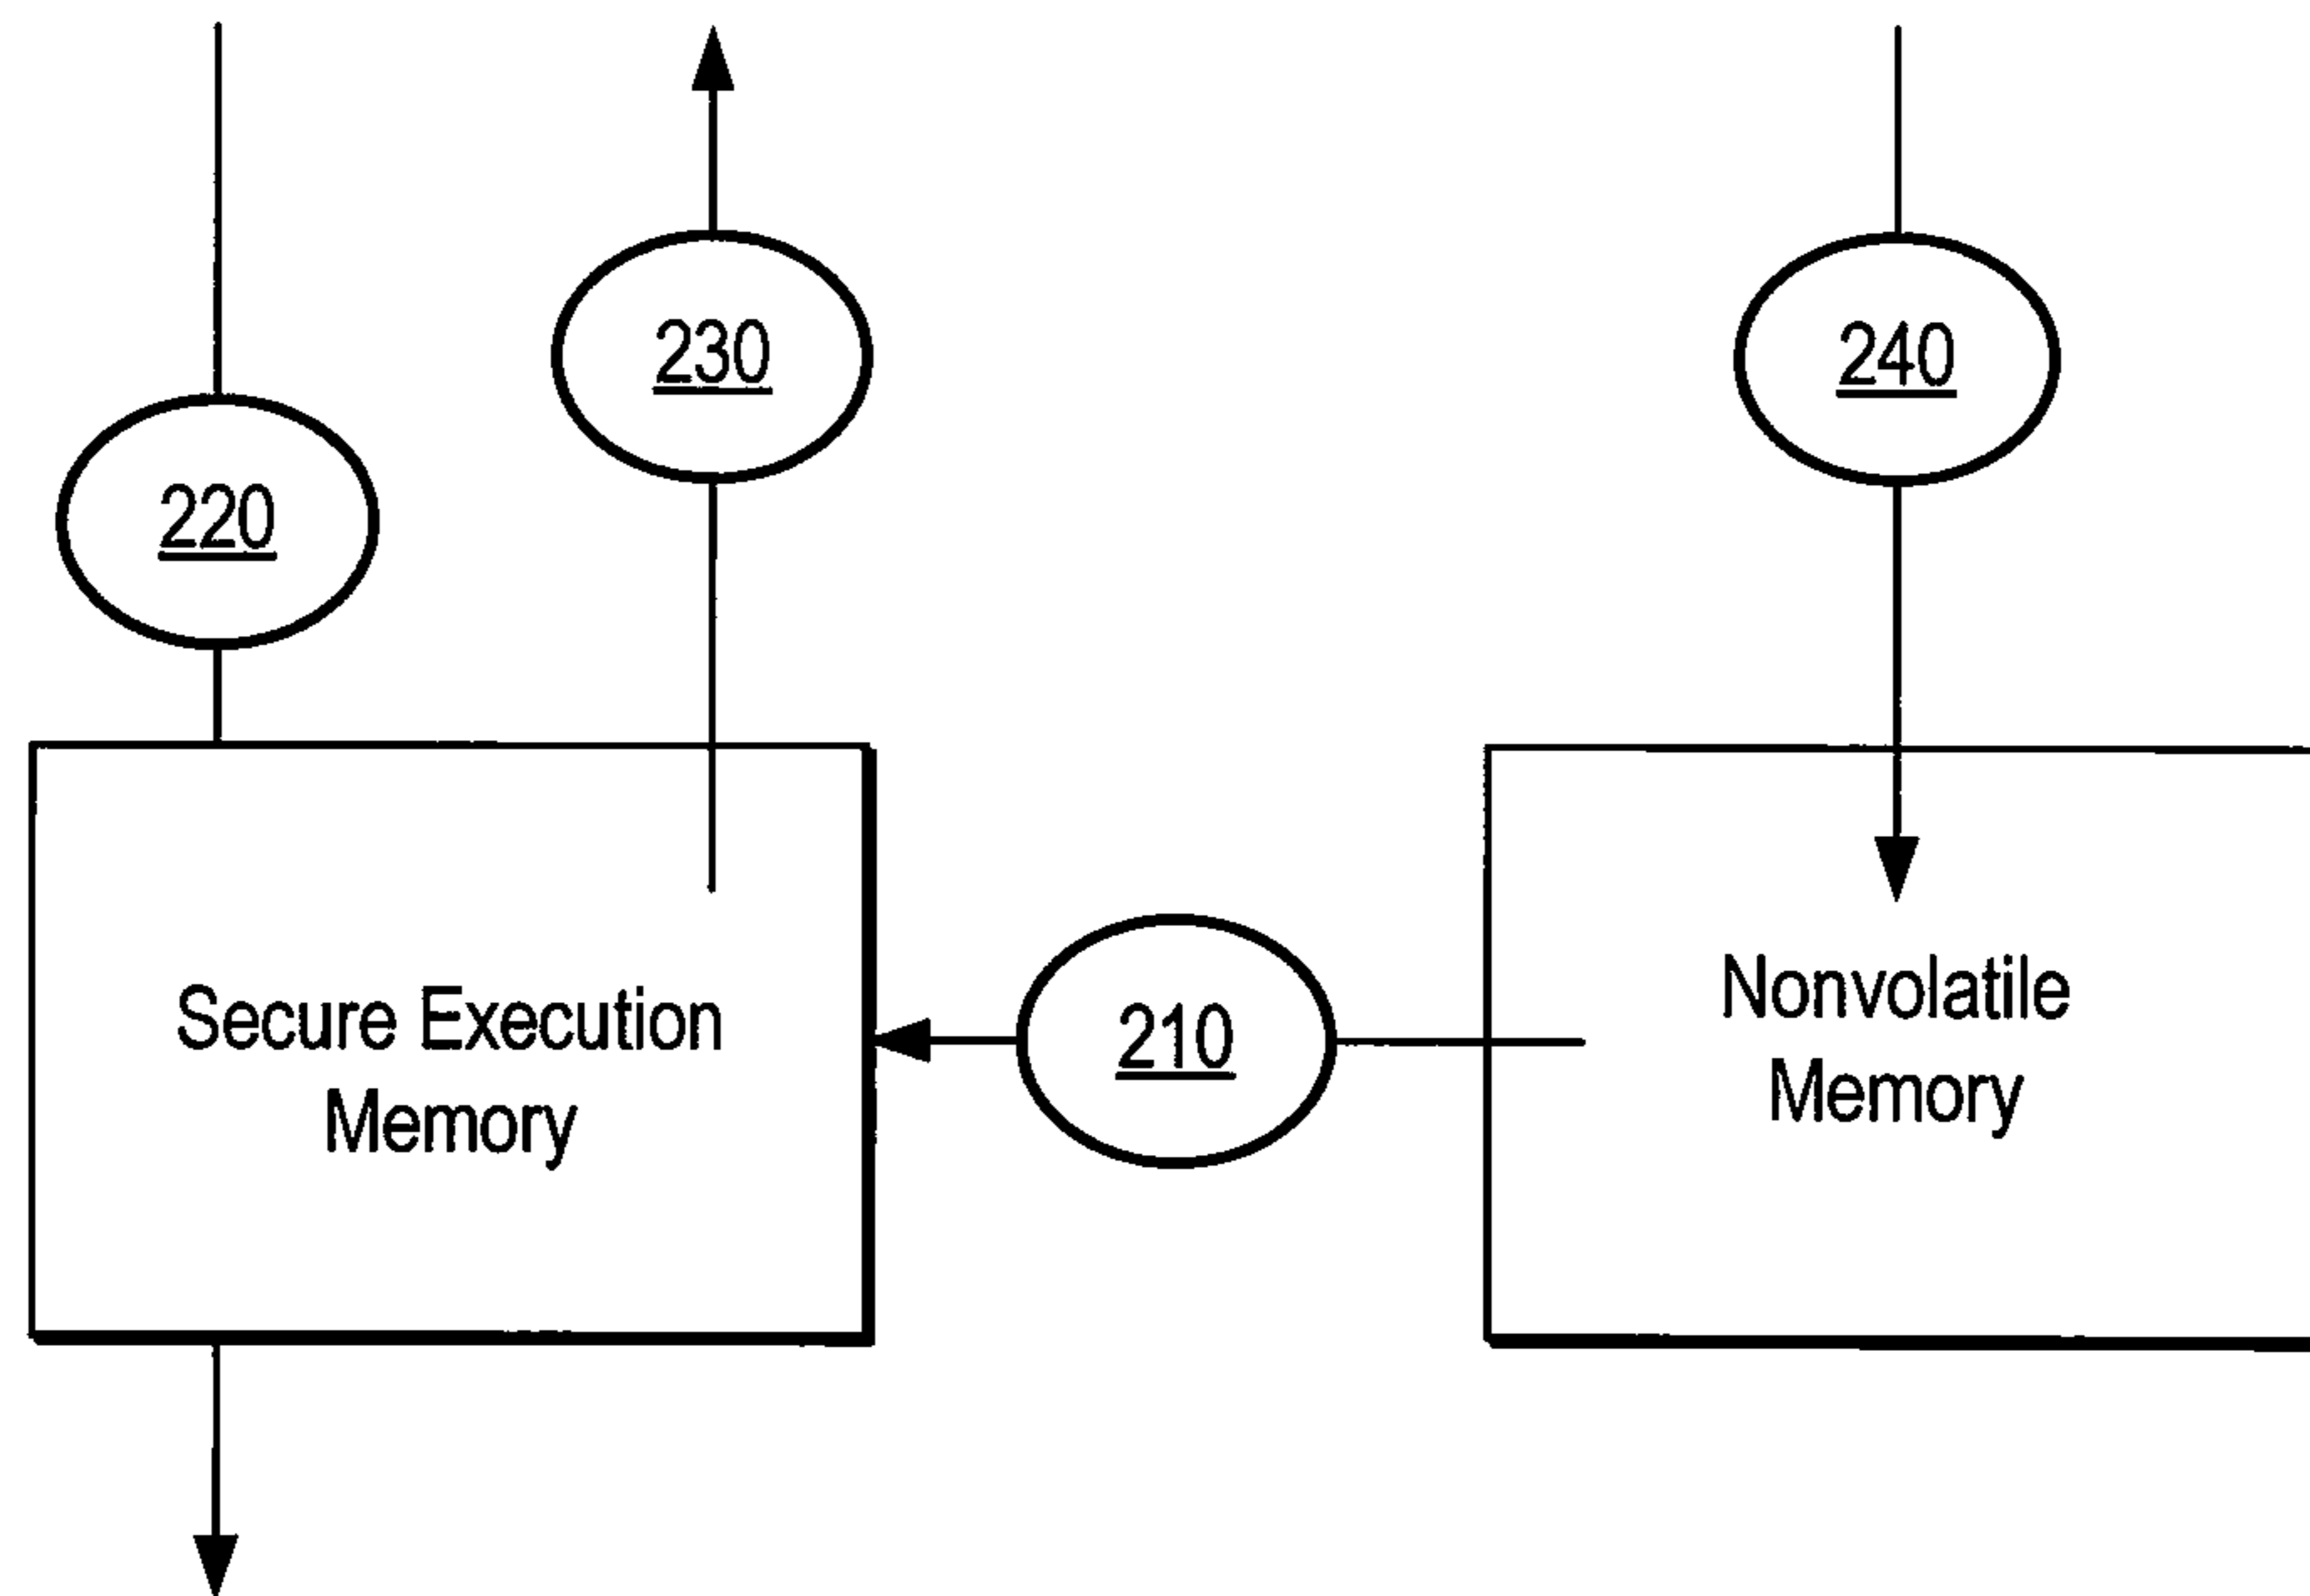 230
240
220
Secure Execution
Memory
210
Nonvolatile
Memory